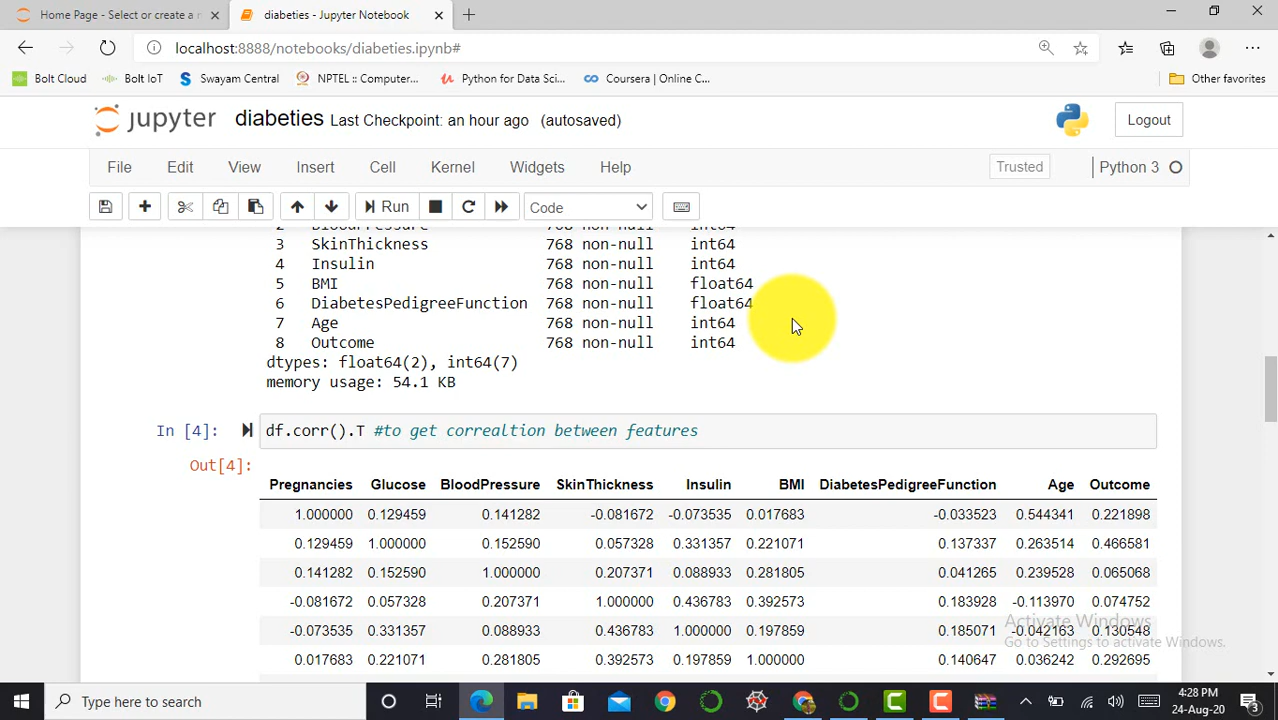 Home Page - Select or create a n
diabeties - Jupyter Notebook
localhost:8888/notebooks/diabeties.ipynb#
Bolt Cloud
Bolt IoT
Swayam Central
NPTEL :: Computer...
Python for Data Sci...
Coursera | Online C...
Other favorites
jupyter diabeties Last Checkpoint: an hour ago (autosaved)
Logout
File Edit View Insert Cell Kernel Widgets Help
Trusted
Python 3
Run
Code
2 BloodPressure 768 non-null int64
3 SkinThickness 768 non-null int64
4 Insulin 768 non-null int64
5 BMI 768 non-null float64
6 DiabetesPedigreeFunction 768 non-null float64
7 Age 768 non-null int64
8 Outcome 768 non-null int64
dtypes: float64(2), int64(7)
memory usage: 54.1 KB
In [4]: df.corr().T #to get correaltion between features
Out[4]:
Pregnancies Glucose BloodPressure SkinThickness Insulin BMI DiabetesPedigreeFunction Age Outcome
1.000000 0.129459 0.141282 -0.081672 -0.073535 0.017683 -0.033523 0.544341 0.221898
0.129459 1.000000 0.152590 0.057328 0.331357 0.221071 0.137337 0.263514 0.466581
0.141282 0.152590 1.000000 0.207371 0.088933 0.281805 0.041265 0.239528 0.065068
-0.081672 0.057328 0.207371 1.000000 0.436783 0.392573 0.183928 -0.113970 0.074752
-0.073535 0.331357 0.088933 0.436783 1.000000 0.197859 0.185071 -0.042163 0.130548
0.017683 0.221071 0.281805 0.392573 0.197859 1.000000 0.140647 0.036242 0.292695
Activate Windows
Go to Settings to activate Windows.
Type here to search
4:28 PM
24-Aug-20
3